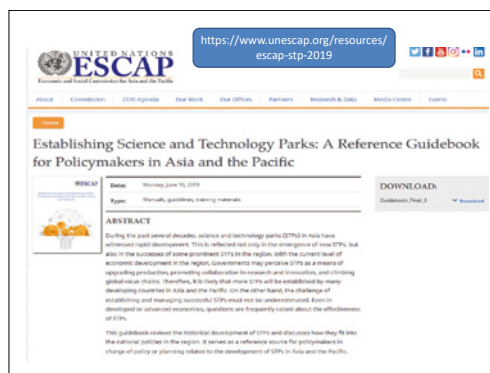 https://www.unescap.org/resources/
escap-stp-2019
UNITED NATIONS
ESCAP
Economic and Social Commission for Asia and the Pacific
About Commission 2030 Agenda Our Work Our Offices Partners Research & Data Media Centre Events
Home
Establishing Science and Technology Parks: A Reference Guidebook
for Policymakers in Asia and the Pacific
ESCAP
Date: Monday, June 10, 2019
Type: Manuals, guidelines, training materials
DOWNLOAD:
Guidebook_Final_0 Download
ABSTRACT
During the past several decades, science and technology parks (STPs) in Asia have
witnessed rapid development. This is reflected not only in the emergence of new STPs, but
also in the successes of some prominent STPs in the region. With the current level of
economic development in the region, Governments may perceive STPs as a means of
upgrading production, promoting collaboration in research and innovation, and climbing
global value chains. Therefore, it is likely that more STPs will be established by many
developing countries in Asia and the Pacific. On the other hand, the challenge of
establishing and managing successful STPs must not be underestimated. Even in
developed or advanced economies, questions are frequently raised about the effectiveness
of STPs.
This guidebook reviews the historical development of STPs and discusses how they fit into
the national policies in the region. It serves as a reference source for policymakers in
charge of policy or planning related to the development of STPs in Asia and the Pacific.